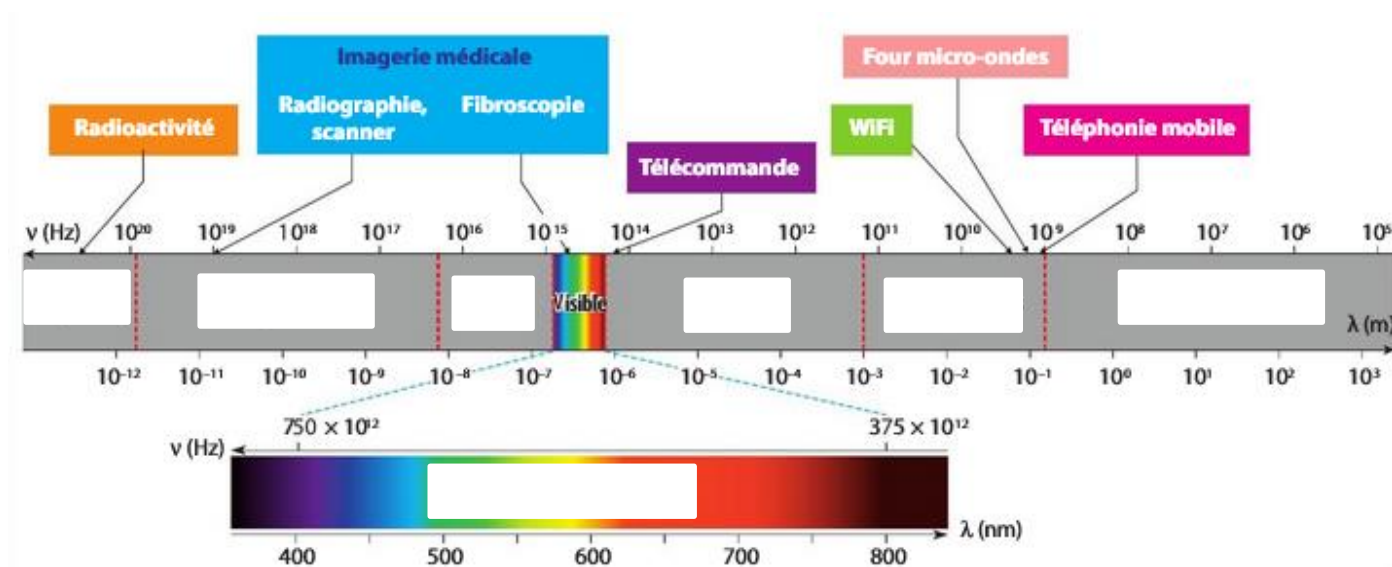 Imagerie médicale
Four micro-ondes
Radioactivité
Radiographie,
scanner
Fibroscopie
WiFi
Téléphonie mobile
Télécommande
ν (Hz) 10²⁰ 10¹⁹ 10¹⁸ 10¹⁷ 10¹⁶ 10¹⁵ 10¹⁴ 10¹³ 10¹² 10¹¹ 10¹⁰ 10⁹ 10⁸ 10⁷ 10⁶ 10⁵
Visible
λ (m)
10⁻¹² 10⁻¹¹ 10⁻¹⁰ 10⁻⁹ 10⁻⁸ 10⁻⁷ 10⁻⁶ 10⁻⁵ 10⁻⁴ 10⁻³ 10⁻² 10⁻¹ 10⁰ 10¹ 10² 10³
750 × 10¹² 375 × 10¹²
ν (Hz)
λ (nm)
400 500 600 700 800